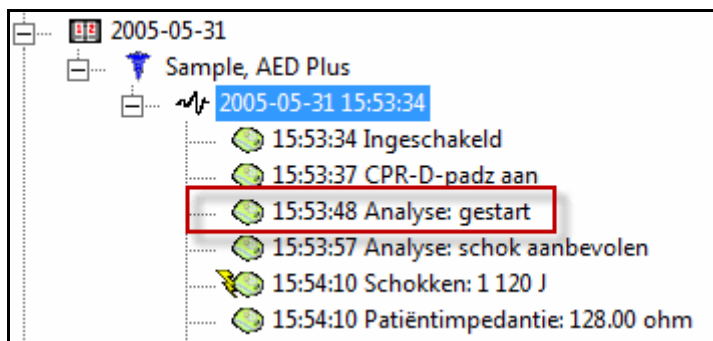 2005-05-31
Sample, AED Plus
2005-05-31 15:53:34
15:53:34 Ingeschakeld
15:53:37 CPR-D-padz aan
15:53:48 Analyse: gestart
15:53:57 Analyse: schok aanbevolen
15:54:10 Schokken: 1 120 J
15:54:10 Patiëntimpedantie: 128.00 ohm